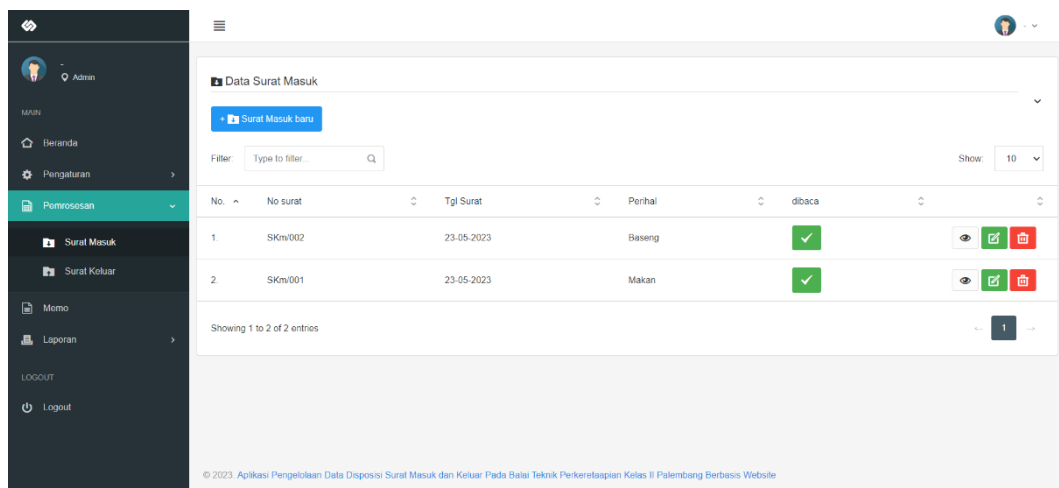 -
-
Admin
MAIN
Beranda
Pengaturan
Pemrosesan
Surat Masuk
Surat Keluar
Memo
Laporan
LOGOUT
Logout
Data Surat Masuk
+ Surat Masuk baru
Filter: Type to filter... Show: 10
No. No surat Tgl Surat Perihal dibaca
1. SKm/002 23-05-2023 Baseng
2. SKm/001 23-05-2023 Makan
Showing 1 to 2 of 2 entries ← 1 →
© 2023. Aplikasi Pengelolaan Data Disposisi Surat Masuk dan Keluar Pada Balai Teknik Perkeretaapian Kelas II Palembang Berbasis Website